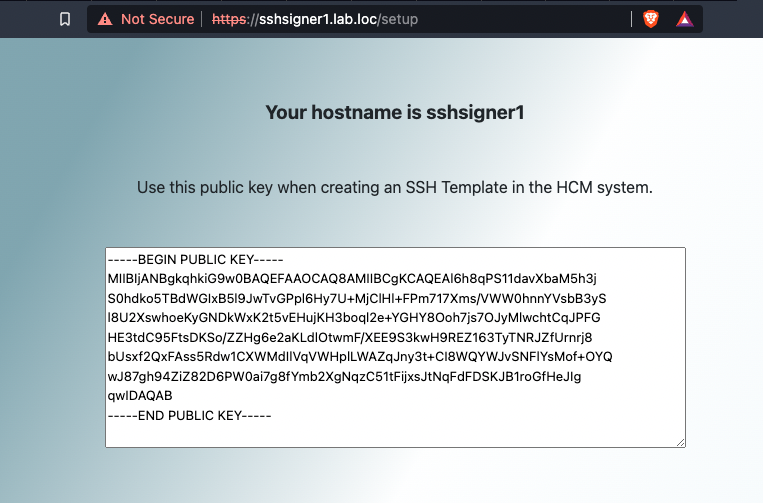 Not Secure https://sshsigner1.lab.loc/setup
Your hostname is sshsigner1
Use this public key when creating an SSH Template in the HCM system.
-----BEGIN PUBLIC KEY-----
MIIBIjANBgkqhkiG9w0BAQEFAAOCAQ8AMIIBCgKCAQEAl6h8qPS11davXbaM5h3j
S0hdko5TBdWGIxB5l9JwTvGPpl6Hy7U+MjClHl+FPm717Xms/VWW0hnnYVsbB3yS
l8U2XswhoeKyGNDkWxK2t5vEHujKH3boql2e+YGHY8Ooh7js7OJyMlwchtCqJPFG
HE3tdC95FtsDKSo/ZZHg6e2aKLdlOtwmF/XEE9S3kwH9REZ163TyTNRJZfUrnrj8
bUsxf2QxFAss5Rdw1CXWMdIlVqVWHplLWAZqJny3t+Cl8WQYWJvSNFlYsMof+OYQ
wJ87gh94ZiZ82D6PW0ai7g8fYmb2XgNqzC51tFijxsJtNqFdFDSKJB1roGfHeJIg
qwIDAQAB
-----END PUBLIC KEY-----